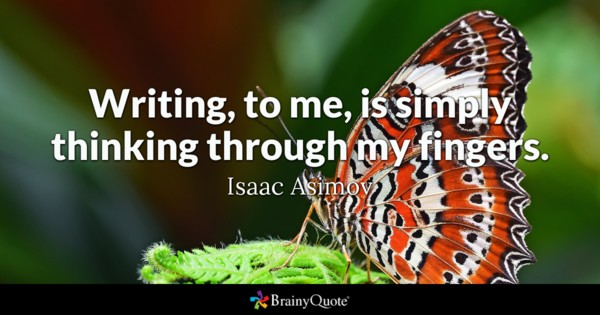 Writing, to me, is simply
thinking through my fingers.
Isaac Asimov
BrainyQuote®